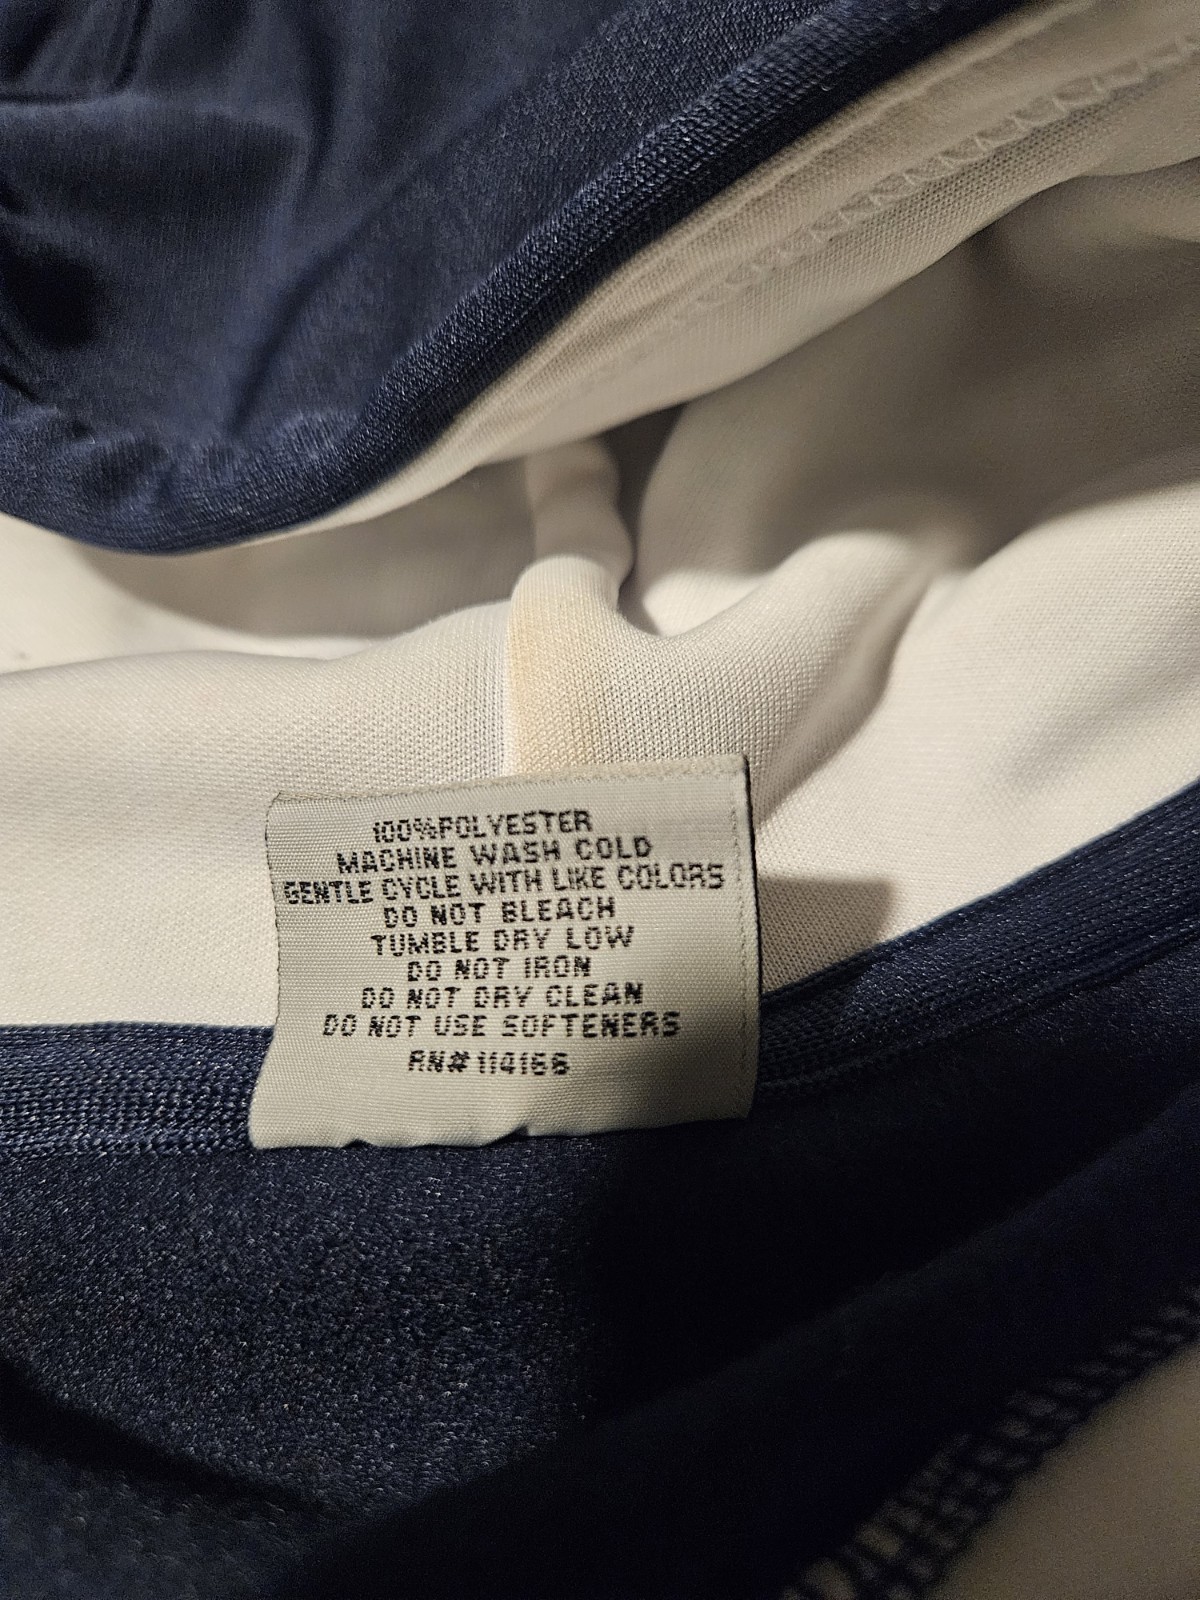 100%POLYESTER
MACHINE WASH COLD
GENTLE CYCLE WITH LIKE COLORS
DO NOT BLEACH
TUMBLE DRY LOW
DO NOT IRON
DO NOT DRY CLEAN
DO NOT USE SOFTENERS
RN# 114166